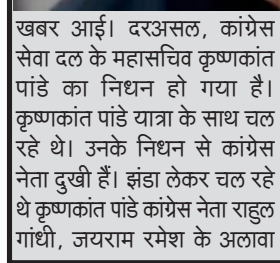 खबर आई। दरअसल, कांग्रेस
सेवा दल के महासचिव कृष्णकांत
पांडे का निधन हो गया है।
कृष्णकांत पांडे यात्रा के साथ चल
रहे थे। उनके निधन से कांग्रेस
नेता दुखी हैं। झंडा लेकर चल रहे
थे कृष्णकांत पांडे कांग्रेस नेता राहुल
गांधी, जयराम रमेश के अलावा